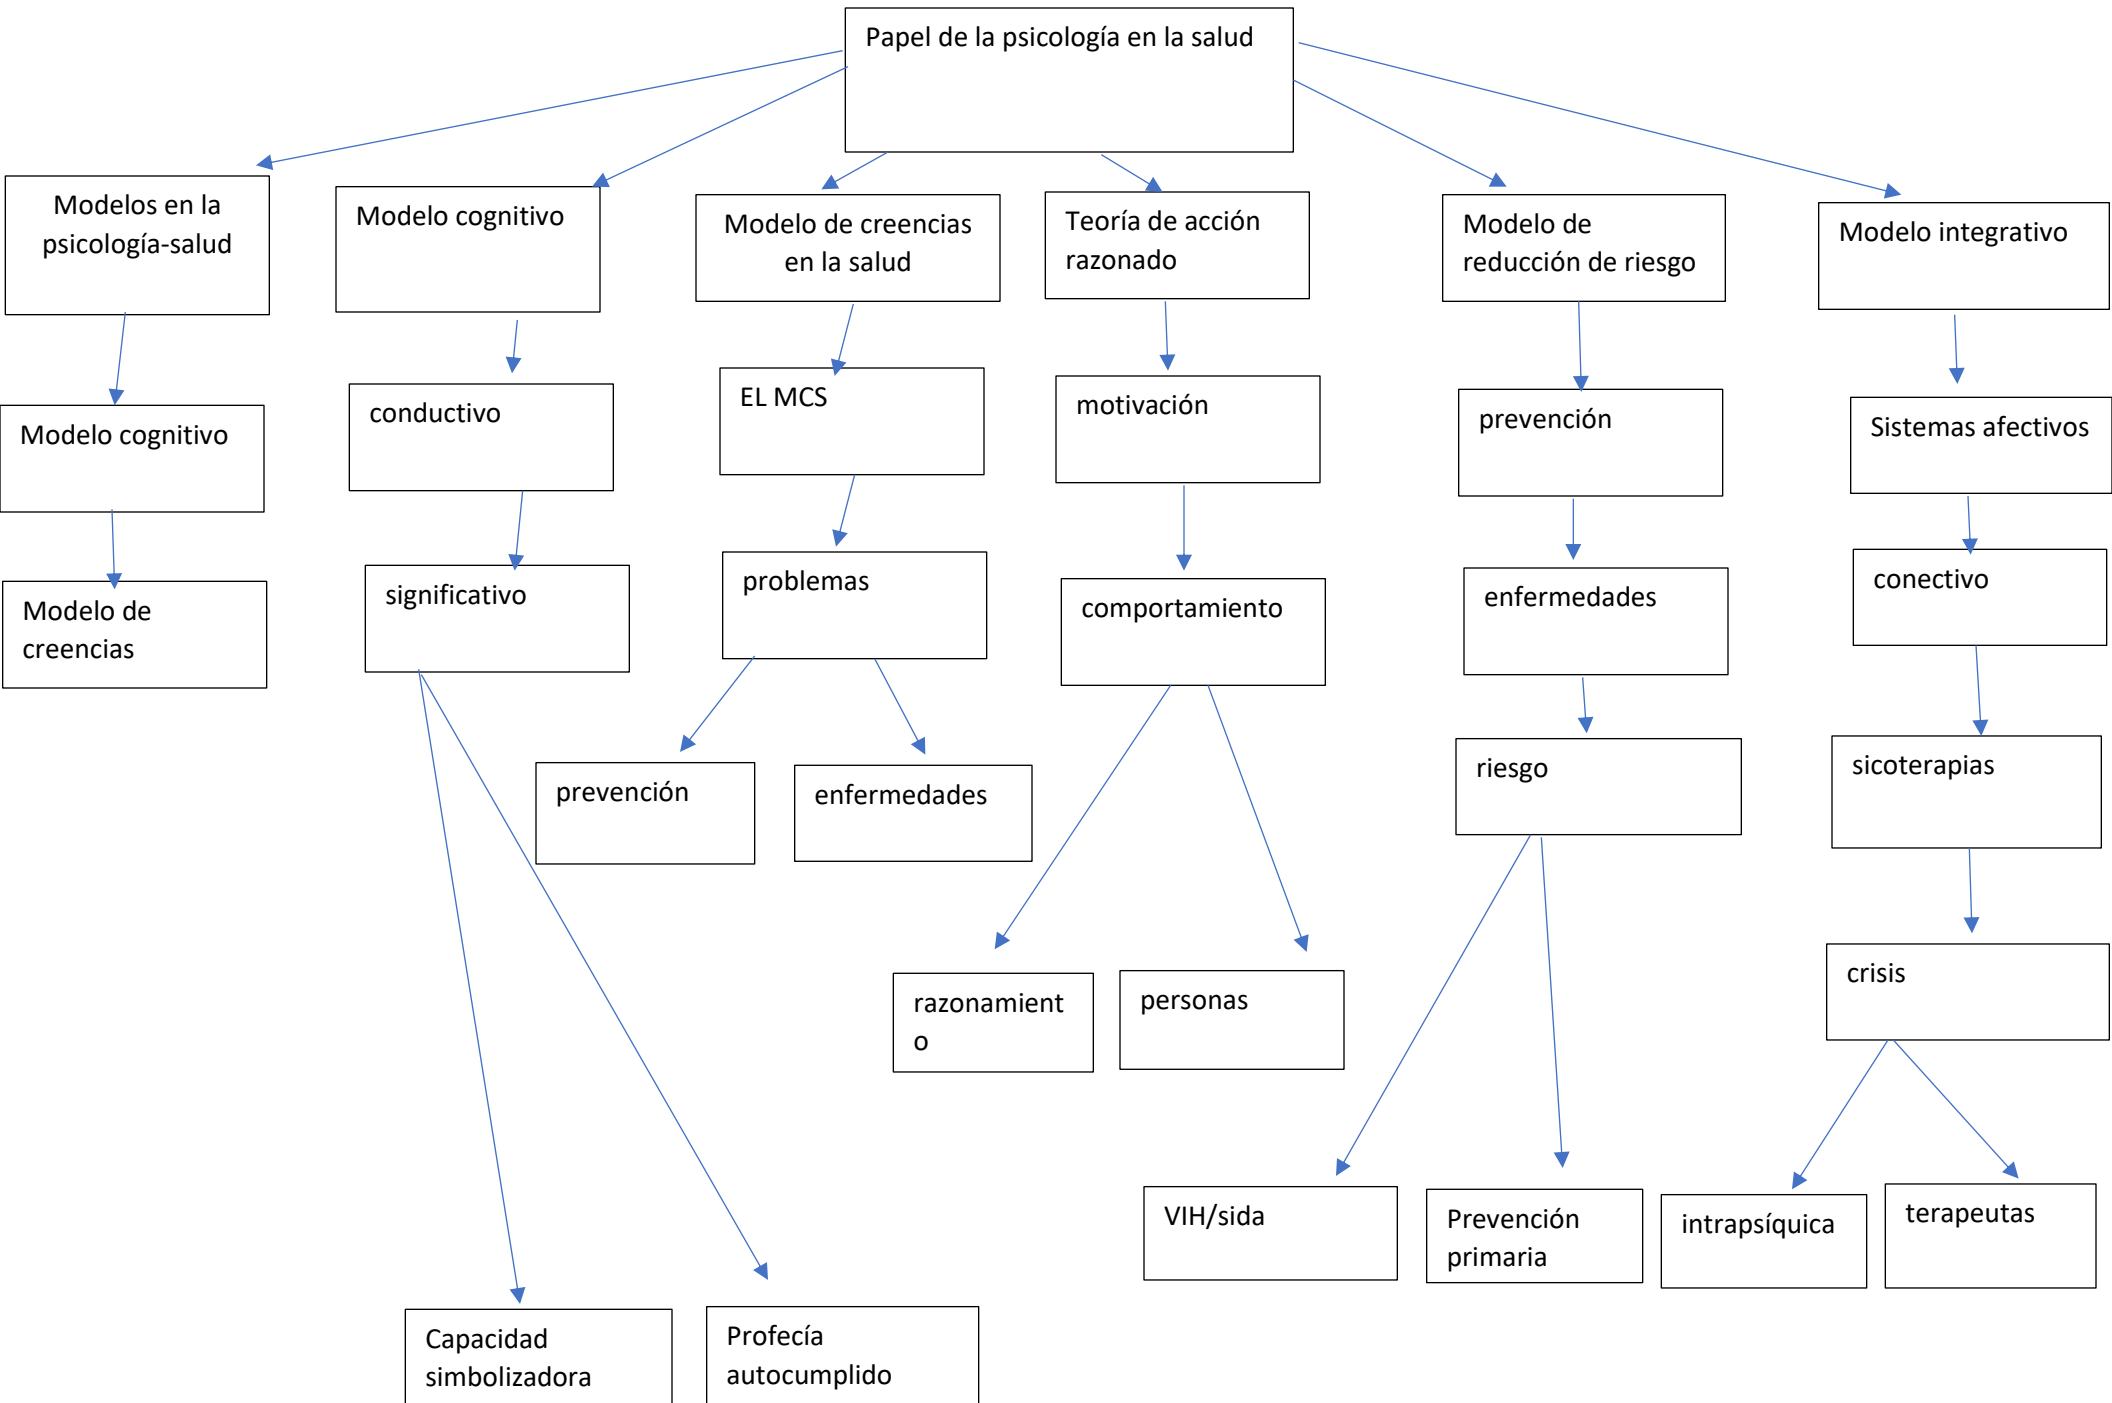 Papel de la psicología en la salud
Modelos en la
psicología-salud
Modelo cognitivo
Modelo de creencias
en la salud
Teoría de acción
razonado
Modelo de
reducción de riesgo
Modelo integrativo
Modelo cognitivo
conductivo
EL MCS
motivación
prevención
Sistemas afectivos
Modelo de
creencias
significativo
problemas
comportamiento
enfermedades
conectivo
prevención
enfermedades
riesgo
sicoterapias
razonamient
o
personas
crisis
VIH/sida
Prevención
primaria
intrapsíquica
terapeutas
Capacidad
simbolizadora
Profecía
autocumplido